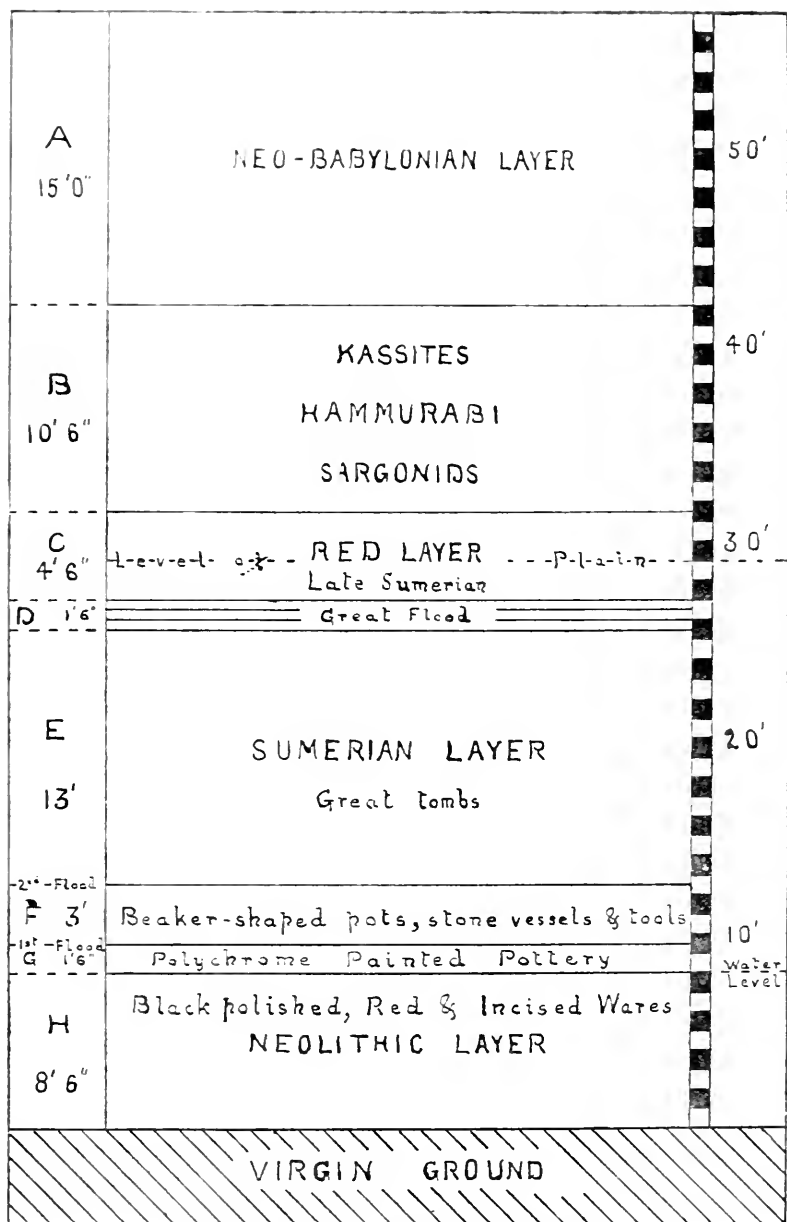 A
15'0"
NEO-BABYLONIAN LAYER
50'
B
10' 6"
KASSITES
HAMMURABI
SARGONIDS
40'
C
4' 6"
L-e-v-e-l- of RED LAYER P-l-a-i-n
Late Sumerian
30'
D 1'6"
Great Flood
E
13'
SUMERIAN LAYER
Great tombs
20'
2nd Flood
F 3'
Beaker-shaped pots, stone vessels & tools
10'
1st Flood
G 1'6"
Polychrome Painted Pottery
Water
Level
H
8' 6"
Black polished, Red & Incised Wares
NEOLITHIC LAYER
VIRGIN GROUND